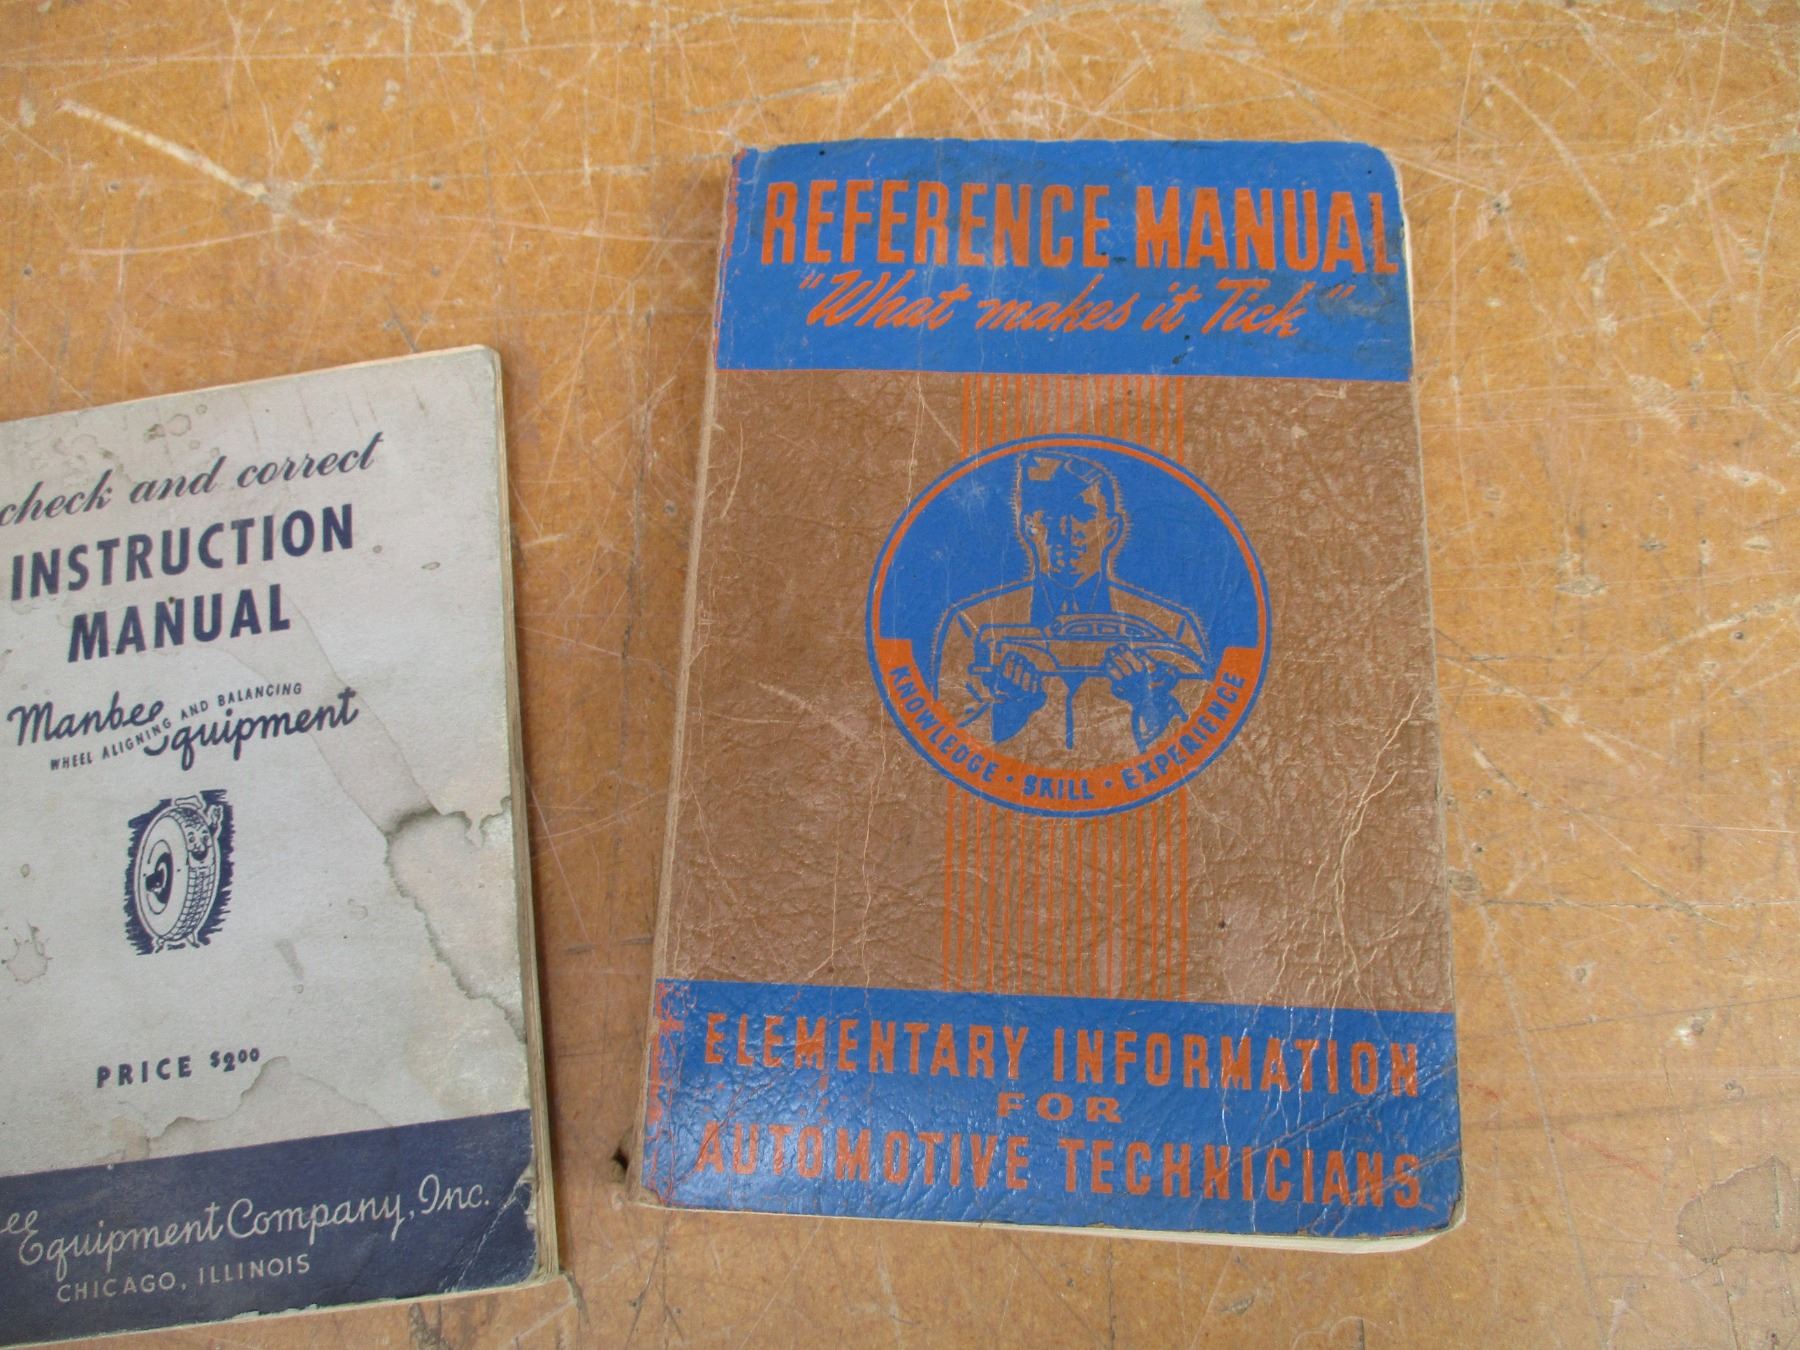 check and correct
INSTRUCTION
MANUAL
Manbee
WHEEL ALIGNING AND BALANCING
Equipment
PRICE $2.00
ee Equipment Company, Inc.
CHICAGO, ILLINOIS
REFERENCE MANUAL
"What makes it Tick"
KNOWLEDGE · SKILL · EXPERIENCE
ELEMENTARY INFORMATION
FOR
AUTOMOTIVE TECHNICIANS